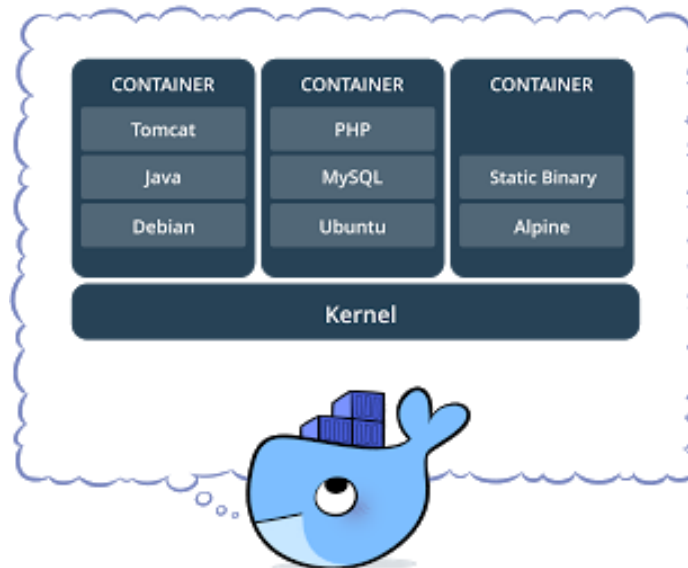 CONTAINER
Tomcat
Java
Debian
CONTAINER
PHP
MySQL
Ubuntu
CONTAINER
Static Binary
Alpine
Kernel